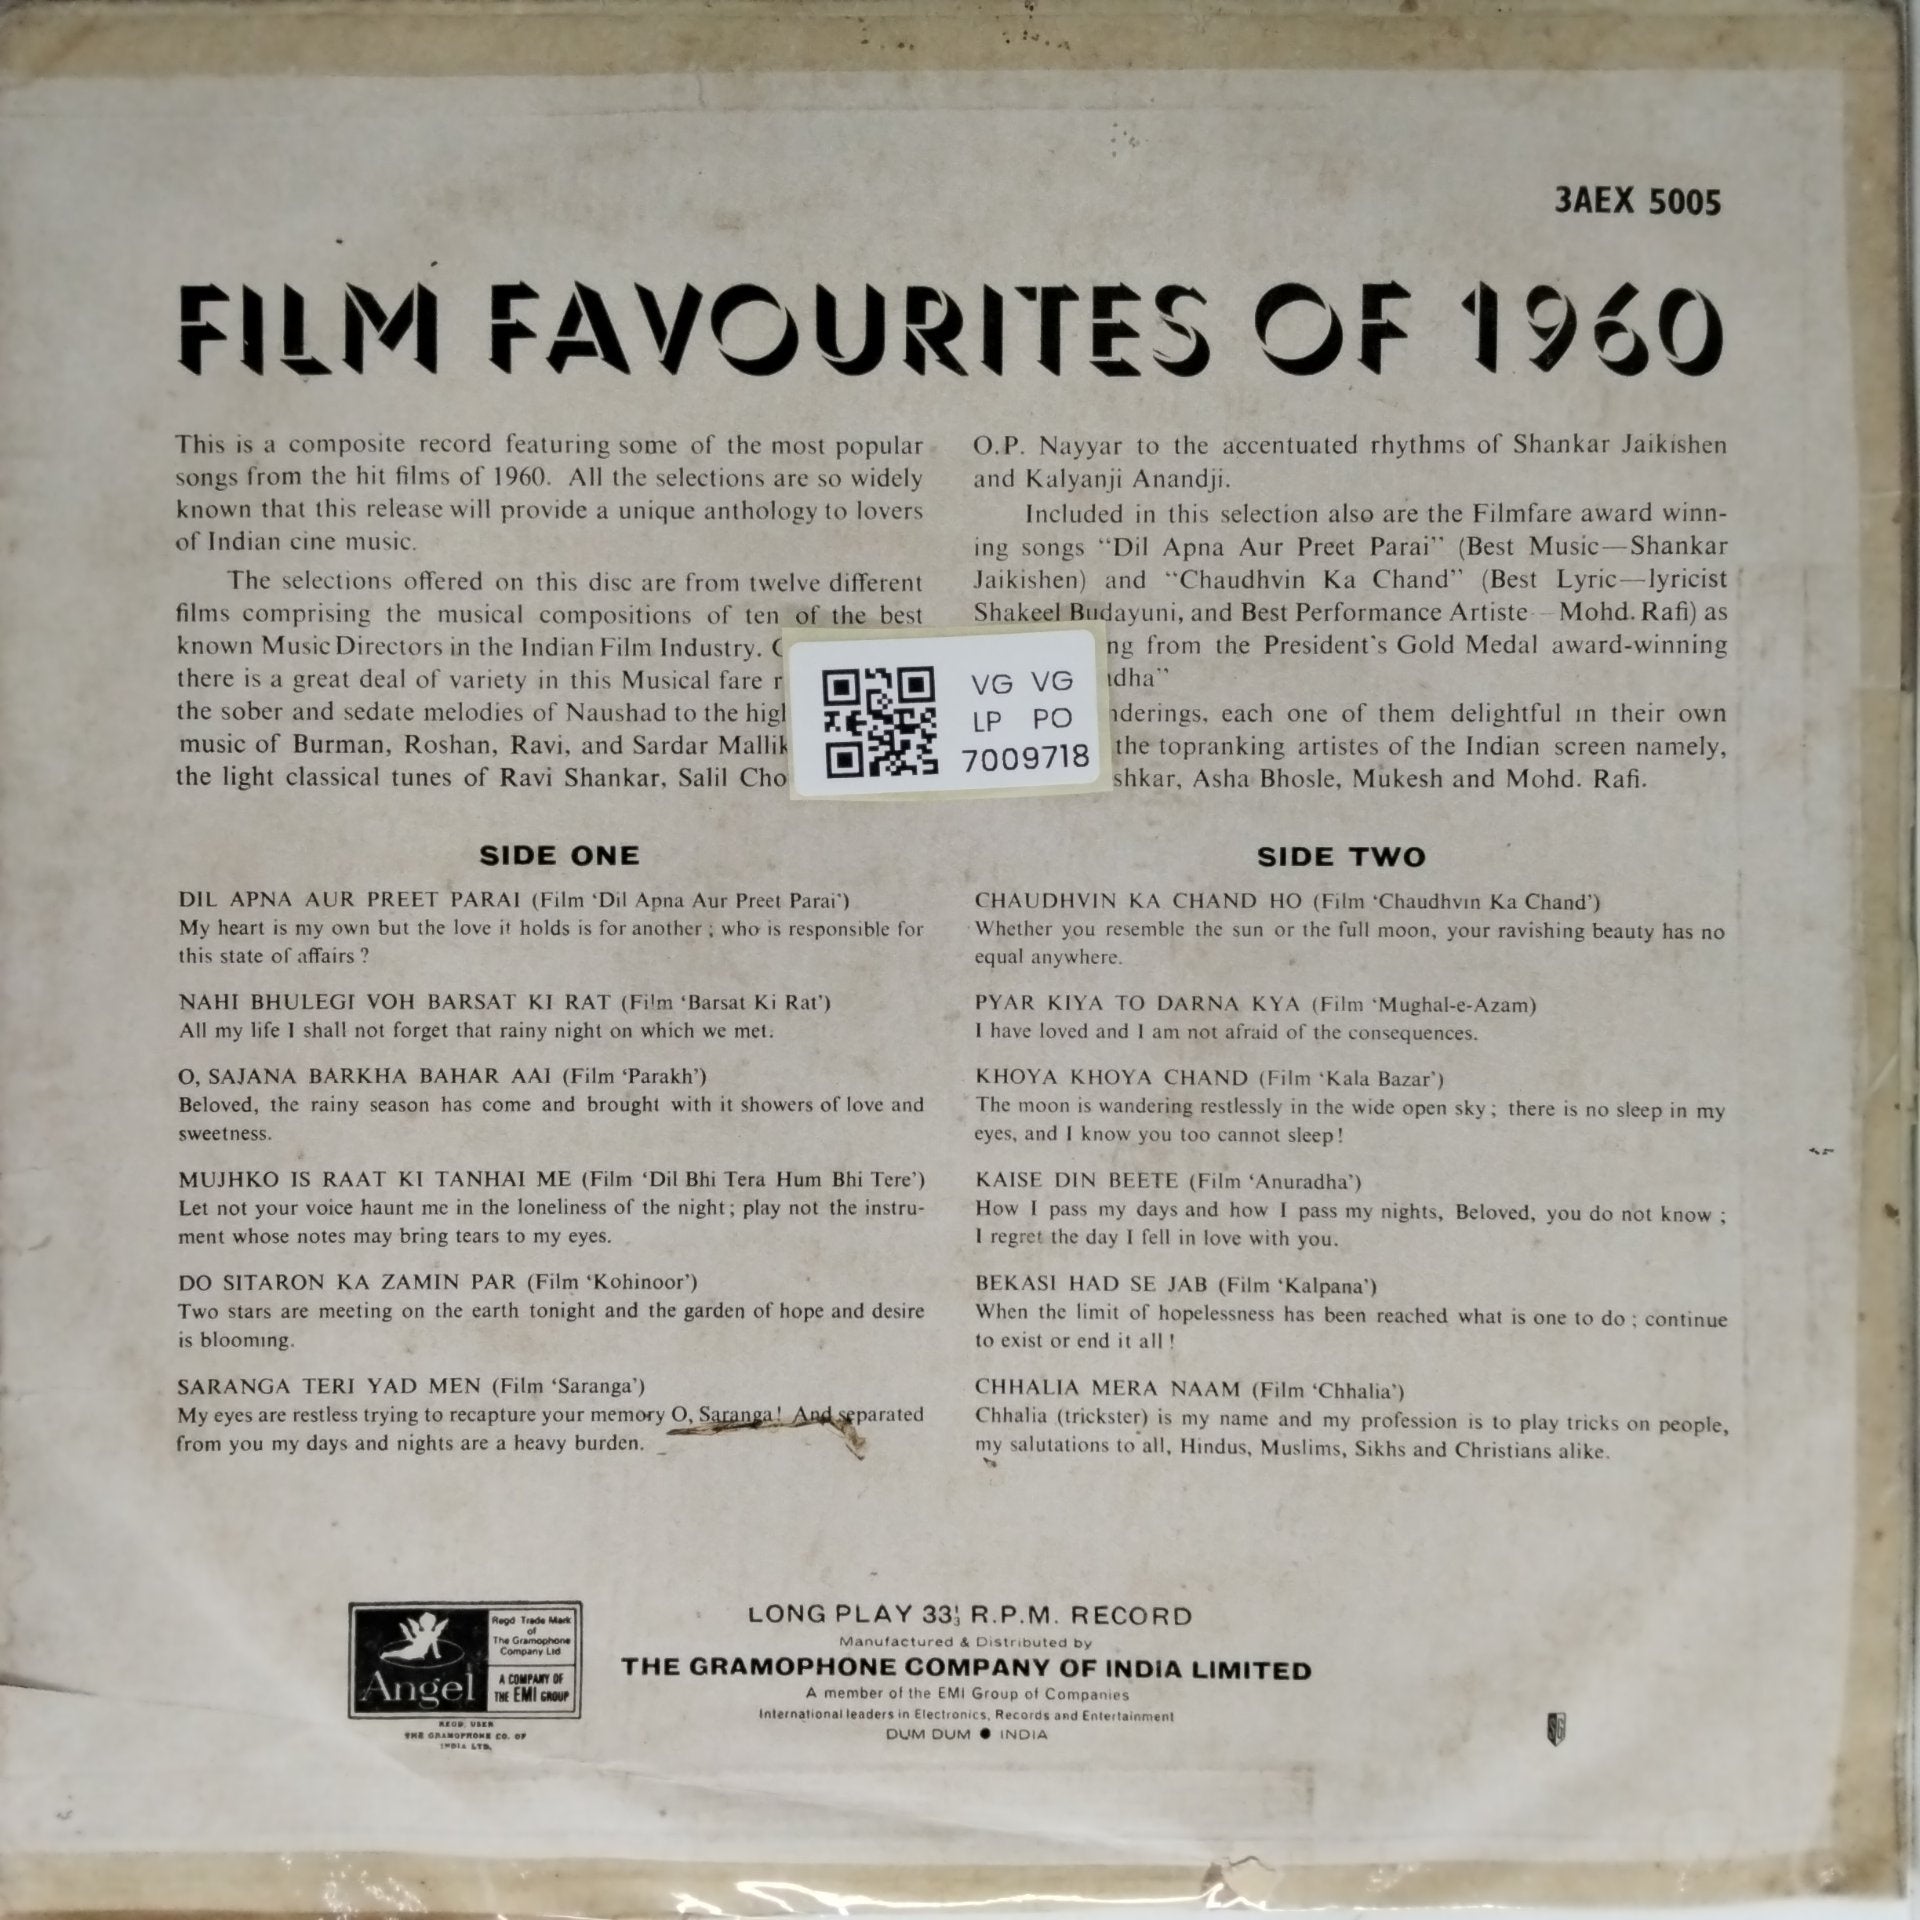 3AEX 5005
FILM FAVOURITES OF 1960
This is a composite record featuring some of the most popular
songs from the hit films of 1960. All the selections are so widely
known that this release will provide a unique anthology to lovers
of Indian cine music.
The selections offered on this disc are from twelve different
films comprising the musical compositions of ten of the best
known Music Directors in the Indian Film Industry.
there is a great deal of variety in this Musical fare
the sober and sedate melodies of Naushad to the
music of Burman, Roshan, Ravi, and Sardar
the light classical tunes of Ravi Shankar, Salil
O.P. Nayyar to the accentuated rhythms of Shankar Jaikishen
and Kalyanji Anandji.
Included in this selection also are the Filmfare award winn-
ing songs “Dil Apna Aur Preet Parai” (Best Music—Shankar
Jaikishen) and “Chaudhvin Ka Chand” (Best Lyric—lyricist
Shakeel Budayuni, and Best Performance Artiste—Mohd. Rafi) as
from the President's Gold Medal award-winning
each one of them delightful in their own
the topranking artistes of the Indian screen namely,
Asha Bhosle, Mukesh and Mohd. Rafi.
VG VG
LP PO
7009718
SIDE ONE
DIL APNA AUR PREET PARAI (Film ‘Dil Apna Aur Preet Parai’)
My heart is my own but the love it holds is for another ; who is responsible for
this state of affairs ?
NAHI BHULEGI VOH BARSAT KI RAT (Film ‘Barsat Ki Rat’)
All my life I shall not forget that rainy night on which we met.
O, SAJANA BARKHA BAHAR AAI (Film ‘Parakh’)
Beloved, the rainy season has come and brought with it showers of love and
sweetness.
MUJHKO IS RAAT KI TANHAI ME (Film ‘Dil Bhi Tera Hum Bhi Tere’)
Let not your voice haunt me in the loneliness of the night ; play not the instru-
ment whose notes may bring tears to my eyes.
DO SITARON KA ZAMIN PAR (Film ‘Kohinoor’)
Two stars are meeting on the earth tonight and the garden of hope and desire
is blooming.
SARANGA TERI YAD MEN (Film ‘Saranga’)
My eyes are restless trying to recapture your memory O, Saranga! And separated
from you my days and nights are a heavy burden.
SIDE TWO
CHAUDHVIN KA CHAND HO (Film ‘Chaudhvin Ka Chand’)
Whether you resemble the sun or the full moon, your ravishing beauty has no
equal anywhere.
PYAR KIYA TO DARNA KYA (Film ‘Mughal-e-Azam)
I have loved and I am not afraid of the consequences.
KHOYA KHOYA CHAND (Film ‘Kala Bazar’)
The moon is wandering restlessly in the wide open sky ; there is no sleep in my
eyes, and I know you too cannot sleep !
KAISE DIN BEETE (Film ‘Anuradha’)
How I pass my days and how I pass my nights, Beloved, you do not know ;
I regret the day I fell in love with you.
BEKASI HAD SE JAB (Film ‘Kalpana’)
When the limit of hopelessness has been reached what is one to do ; continue
to exist or end it all !
CHHALIA MERA NAAM (Film ‘Chhalia’)
Chhalia (trickster) is my name and my profession is to play tricks on people,
my salutations to all, Hindus, Muslims, Sikhs and Christians alike.
Angel
Regd Trade Mark
of
The Gramophone
Company Ltd
A COMPANY OF
THE EMI GROUP
REGD. USER
THE GRAMOPHONE CO. OF
INDIA LTD.
LONG PLAY 33⅓ R.P.M. RECORD
Manufactured & Distributed by
THE GRAMOPHONE COMPANY OF INDIA LIMITED
A member of the EMI Group of Companies
International leaders in Electronics, Records and Entertainment
DUM DUM ● INDIA